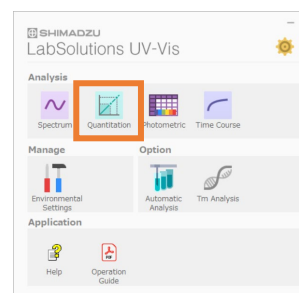 SHIMADZU
LabSolutions UV-Vis
Analysis
Spectrum Quantitation Photometric Time Course
Manage Option
Environmental Settings Automatic Analysis Tm Analysis
Application
PDF
Help Operation Guide